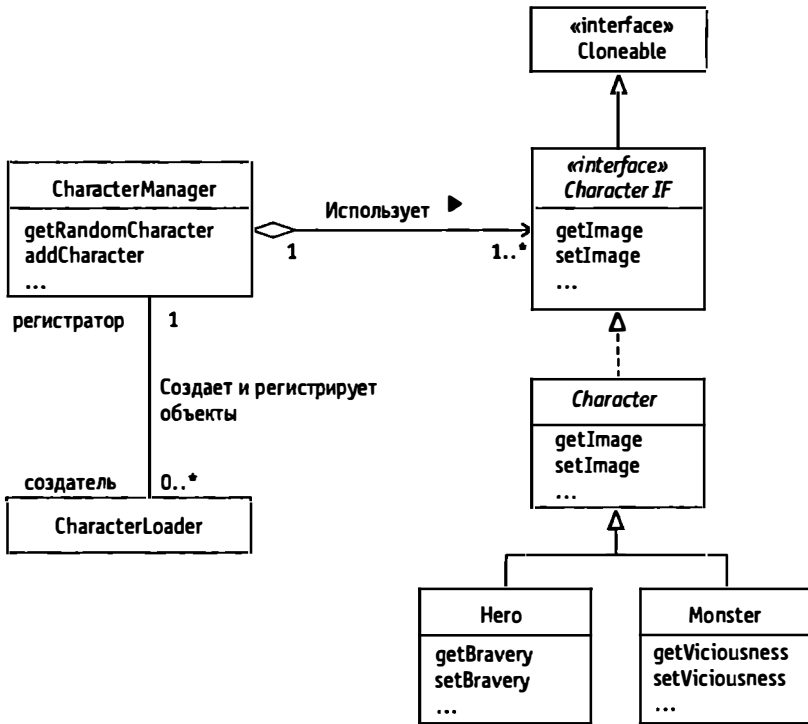 «interface»
Cloneable
CharacterManager
getRandomCharacter
addCharacter
...
Использует
1
1..*
«interface»
Character IF
getImage
setImage
...
регистратор
1
Создает и регистрирует
объекты
создатель
0..*
CharacterLoader
Character
getImage
setImage
...
Hero
getBravery
setBravery
...
Monster
getViciousness
setViciousness
...